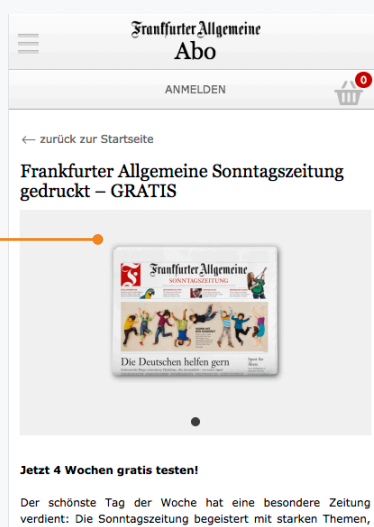 Frankfurter Allgemeine
Abo
ANMELDEN
0
← zurück zur Startseite
Frankfurter Allgemeine Sonntagszeitung
gedruckt – GRATIS
Frankfurter Allgemeine
SONNTAGSZEITUNG
Die Deutschen helfen gern
Jetzt 4 Wochen gratis testen!
Der schönste Tag der Woche hat eine besondere Zeitung
verdient: Die Sonntagszeitung begeistert mit starken Themen,